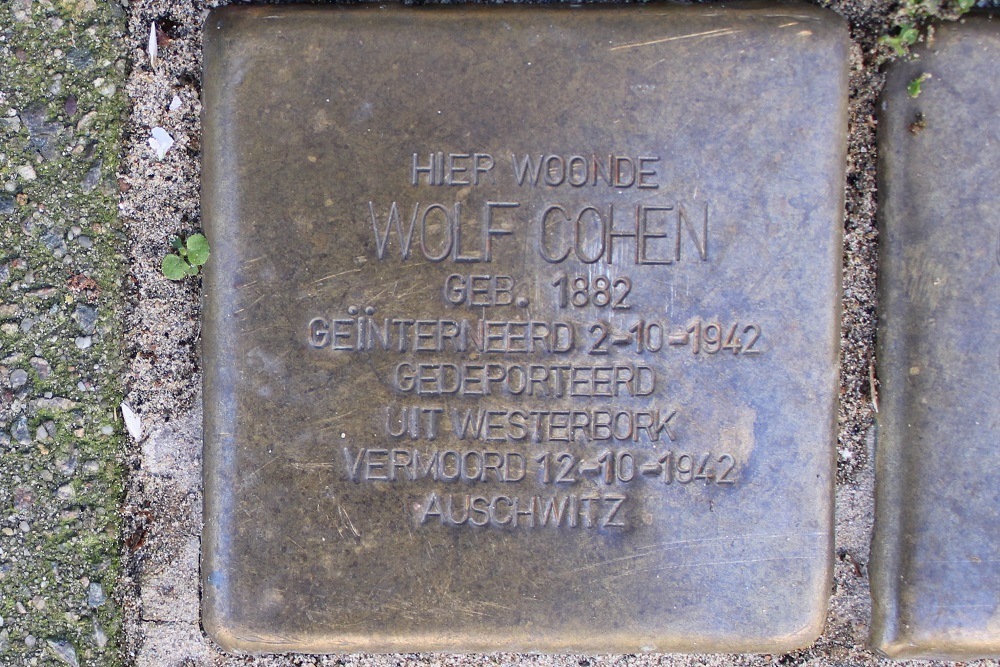 HIER WOONDE
WOLF COHEN
GEB. 1882
GEÏNTERNEERD 2-10-1942
GEDEPORTEERD
UIT WESTERBORK
VERMOORD 12-10-1942
AUSCHWITZ